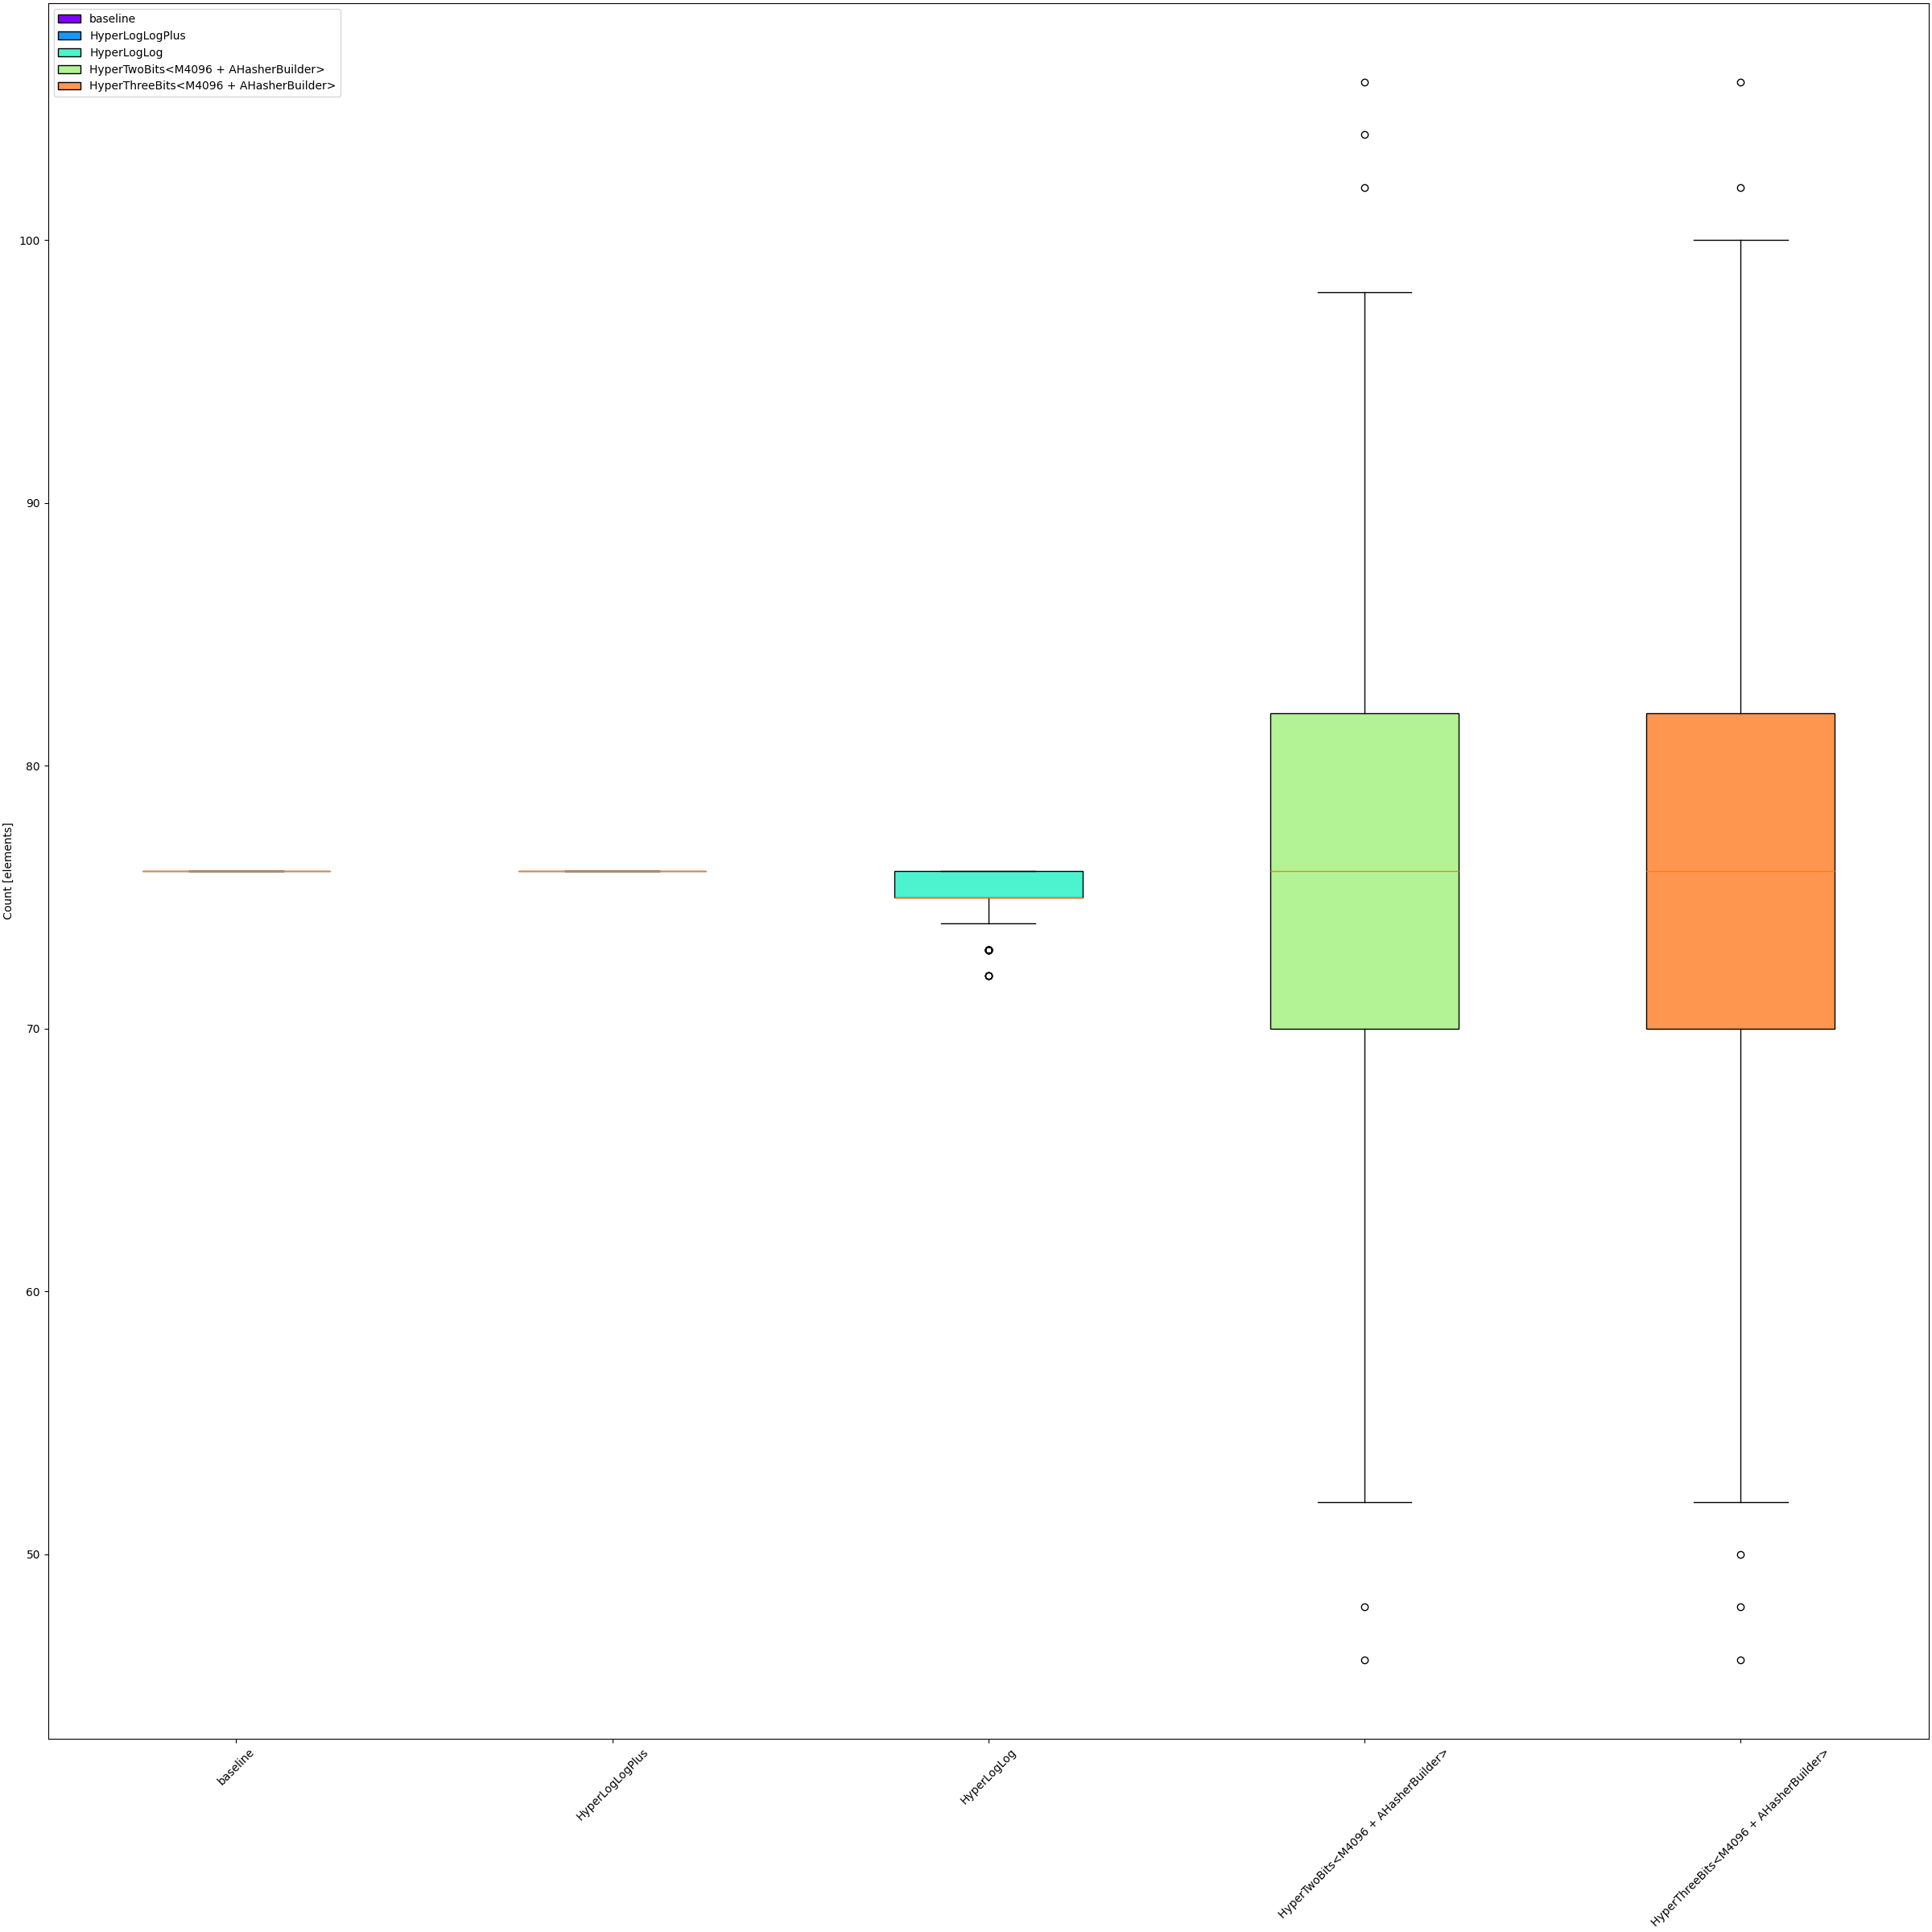 baseline
HyperLogLogPlus
HyperLogLog
HyperTwoBits<M4096 + AHasherBuilder>
HyperThreeBits<M4096 + AHasherBuilder>
Count [elements]
100
90
80
70
60
50
baseline
HyperLogLogPlus
HyperLogLog
HyperTwoBits<M4096 + AHasherBuilder>
HyperThreeBits<M4096 + AHasherBuilder>